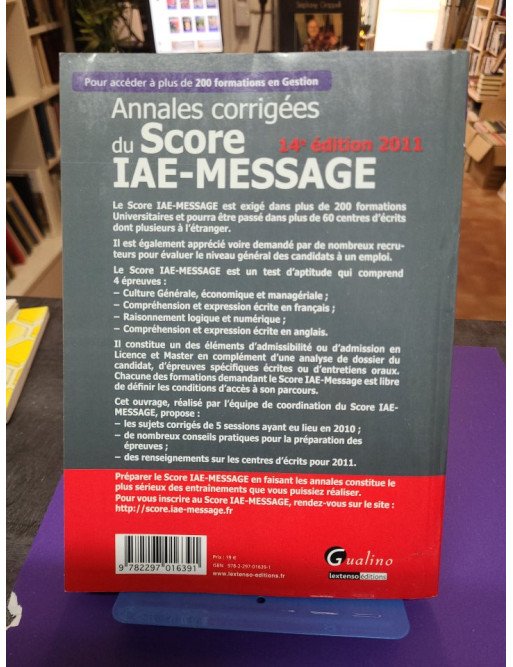 Stéphane Grappelli
Pour accéder à plus de 200 formations en Gestion
Annales corrigées
du Score 14e édition 2011
IAE-MESSAGE
Le Score IAE-MESSAGE est exigé dans plus de 200 formations
Universitaires et pourra être passé dans plus de 60 centres d'écrits
dont plusieurs à l'étranger.
Il est également apprécié voire demandé par de nombreux recru-
teurs pour évaluer le niveau général des candidats à un emploi.
Le Score IAE-MESSAGE est un test d'aptitude qui comprend
4 épreuves :
– Culture Générale, économique et managériale ;
– Compréhension et expression écrite en français ;
– Raisonnement logique et numérique ;
– Compréhension et expression écrite en anglais.
Il constitue un des éléments d'admissibilité ou d'admission en
Licence et Master en complément d'une analyse de dossier du
candidat, d'épreuves spécifiques écrites ou d'entretiens oraux.
Chacune des formations demandant le Score IAE-Message est libre
de définir les conditions d'accès à son parcours.
Cet ouvrage, réalisé par l'équipe de coordination du Score IAE-
MESSAGE, propose :
– les sujets corrigés de 5 sessions ayant eu lieu en 2010 ;
– de nombreux conseils pratiques pour la préparation des
épreuves ;
– des renseignements sur les centres d'écrits pour 2011.
Préparer le Score IAE-MESSAGE en faisant les annales constitue le
plus sérieux des entrainements que vous puissiez réaliser.
Pour vous inscrire au Score IAE-MESSAGE, rendez-vous sur le site :
http://score.iae-message.fr
Prix : 19 €
GEN 978-2-297-01639-1
www.lextenso-editions.fr
9 782297 016391
Gualino
lextenso éditions